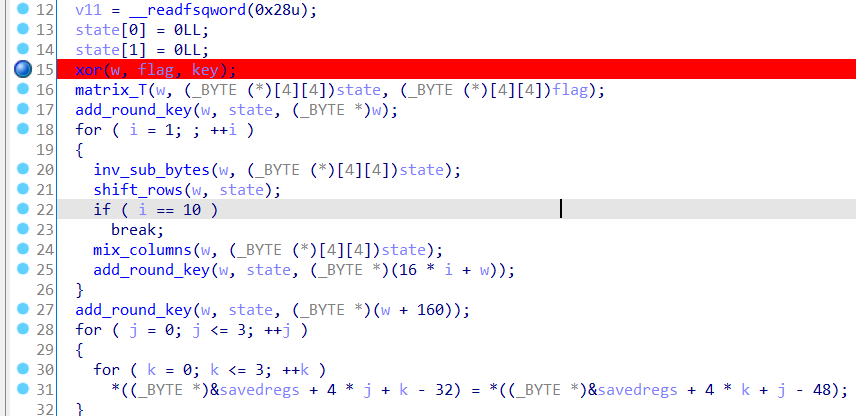 12 v11 = __readfsqword(0x28u);
13 state[0] = 0LL;
14 state[1] = 0LL;
15 xor(w, flag, key);
16 matrix_T(w, (_BYTE (*)[4][4])state, (_BYTE (*)[4][4])flag);
17 add_round_key(w, state, (_BYTE *)w);
18 for ( i = 1; ; ++i )
19 {
20 inv_sub_bytes(w, (_BYTE (*)[4][4])state);
21 shift_rows(w, state);
22 if ( i == 10 )
23 break;
24 mix_columns(w, (_BYTE (*)[4][4])state);
25 add_round_key(w, state, (_BYTE *)(16 * i + w));
26 }
27 add_round_key(w, state, (_BYTE *)(w + 160));
28 for ( j = 0; j <= 3; ++j )
29 {
30 for ( k = 0; k <= 3; ++k )
31 *((_BYTE *)&savedregs + 4 * j + k - 32) = *((_BYTE *)&savedregs + 4 * k + j - 48);
32 }